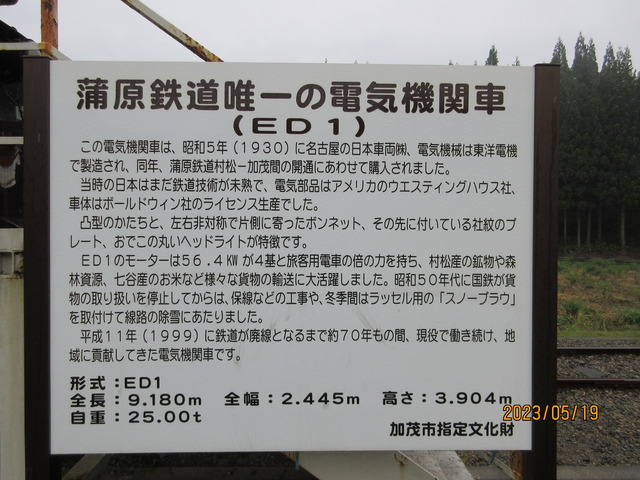 蒲原鉄道唯一の電気機関車
(ED1)
この電気機関車は、昭和5年(1930)に名古屋の日本車両㈱、電気機械は東洋電機
で製造され、同年、蒲原鉄道村松ー加茂間の開通にあわせて購入されました。
当時の日本はまだ鉄道技術が未熟で、電気部品はアメリカのウエスティングハウス社、
車体はボールドウィン社のライセンス生産でした。
凸型のかたちと、左右非対称で片側に寄ったボンネット、その先に付いている社紋のプ
レート、おでこの丸いヘッドライトが特徴です。
ED1のモーターは56.4KWが4基と旅客用電車の倍の力を持ち、村松産の鉱物や森
林資源、七谷産のお米など様々な貨物の輸送に大活躍しました。昭和50年代に国鉄が貨
物の取り扱いを停止してからは、保線などの工事や、冬季間はラッセル用の「スノープラウ」
を取付けて線路の除雪にあたりました。
平成11年(1999)に鉄道が廃線となるまで約70年もの間、現役で働き続け、地
域に貢献してきた電気機関車です。
形式:ED1
全長:9.180m 全幅:2.445m 高さ:3.904m
自重:25.00t
加茂市指定文化財
2023/05/19